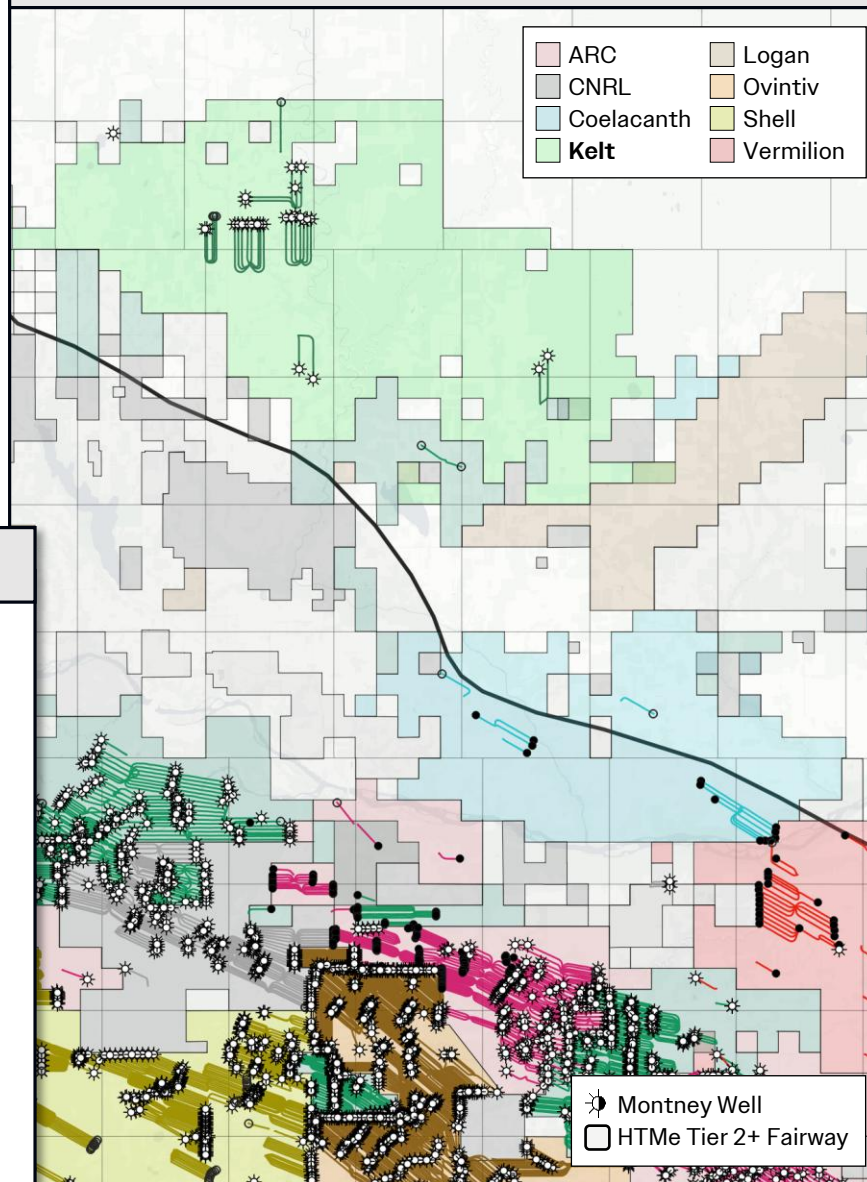 ARC
CNRL
Coelacanth
Kelt
Logan
Ovintiv
Shell
Vermilion
Montney Well
HTMe Tier 2+ Fairway